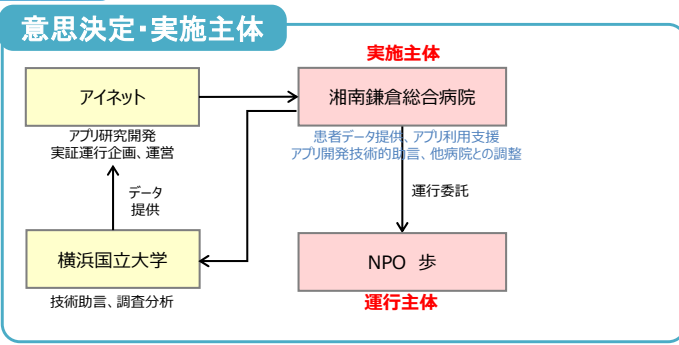 意思決定・実施主体
実施主体
アイネット
湘南鎌倉総合病院
アプリ研究開発
実証運行企画、運営
患者データ提供、アプリ利用支援
アプリ開発技術的助言、他病院との調整
データ
提供
運行委託
横浜国立大学
NPO 歩
技術助言、調査分析
運行主体